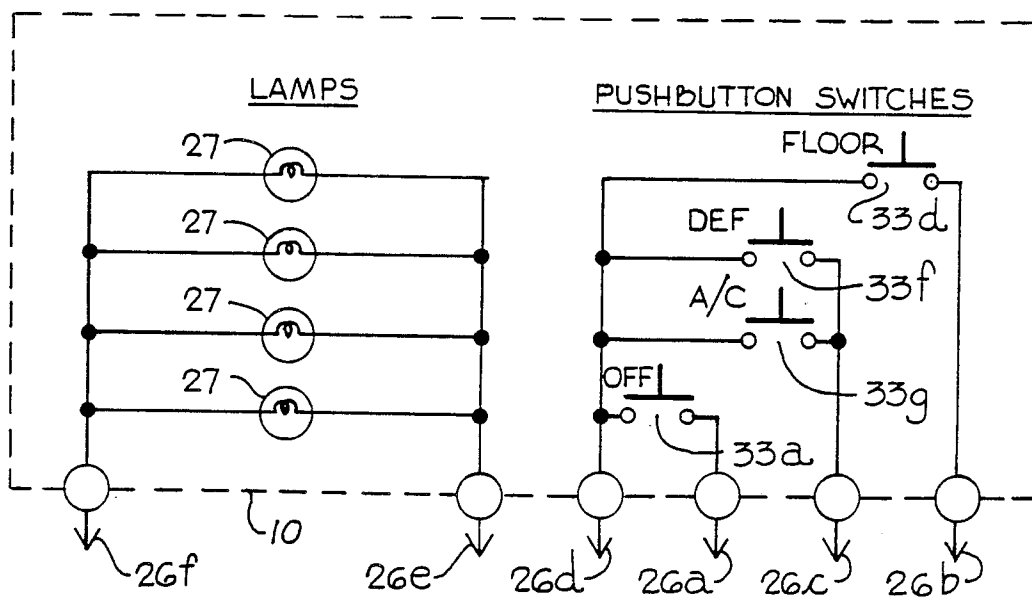 LAMPS
PUSHBUTTON SWITCHES
27
FLOOR
33d
27
DEF
33f
27
A/C
33g
27
OFF
33a
10
26f
26e
26d
26a
26c
26b